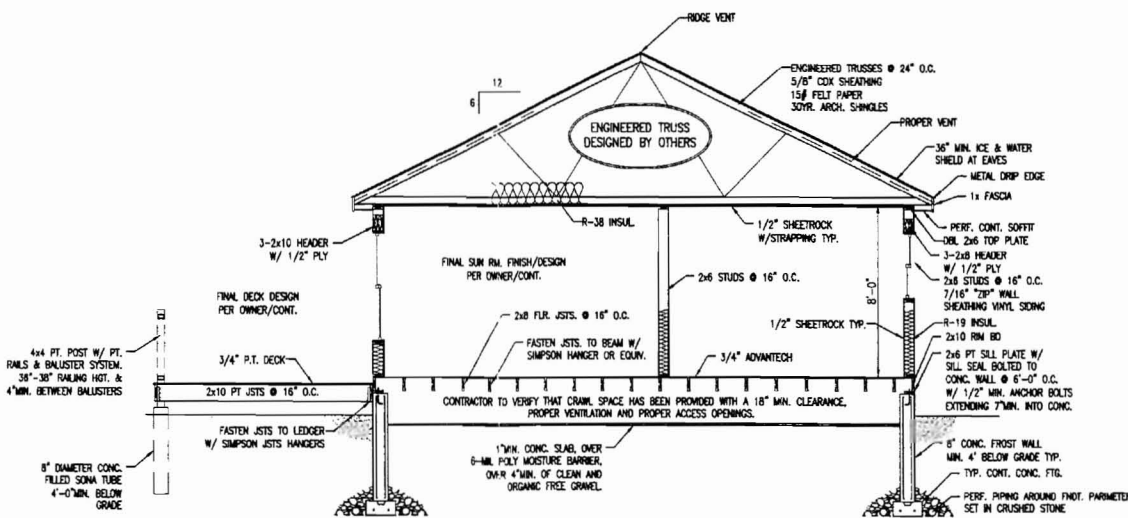 RIDGE VENT
12
6
ENGINEERED TRUSSES @ 24" O.C.
5/8" CDX SHEATHING
15# FELT PAPER
30YR. ARCH. SHINGLES
ENGINEERED TRUSS
DESIGNED BY OTHERS
PROPER VENT
36" MIN. ICE & WATER
SHIELD AT EAVES
METAL DRIP EDGE
1x FASCIA
R-38 INSUL.
1/2" SHEETROCK
W/STRAPPING TYP.
PERF. CONT. SOFFIT
DBL 2x6 TOP PLATE
3-2x8 HEADER
W/ 1/2" PLY
3-2x10 HEADER
W/ 1/2" PLY
FINAL SUN RM. FINISH/DESIGN
PER OWNER/CONT.
2x6 STUDS @ 16" O.C.
8'-0"
2x6 STUDS @ 16" O.C.
7/16" "ZIP" WALL
SHEATHING VINYL SIDING
FINAL DECK DESIGN
PER OWNER/CONT.
2x8 FLR. JSTS. @ 16" O.C.
1/2" SHEETROCK TYP.
R-19 INSUL.
2x10 RIM BD
4x4 PT. POST W/ PT.
RAILS & BALUSTER SYSTEM.
36"-38" RAILING HGT. &
4"MIN. BETWEEN BALUSTERS
3/4" P.T. DECK
FASTEN JSTS. TO BEAM W/
SIMPSON HANGER OR EQUIV.
3/4" ADVANTECH
2x6 PT SILL PLATE W/
SILL SEAL BOLTED TO
CONC. WALL @ 6'-0" O.C.
W/ 1/2" MIN. ANCHOR BOLTS
EXTENDING 7"MIN. INTO CONC.
2x10 PT JSTS @ 16" O.C.
CONTRACTOR TO VERIFY THAT CRAWL SPACE HAS BEEN PROVIDED WITH A 18" MIN. CLEARANCE,
PROPER VENTILATION AND PROPER ACCESS OPENINGS.
FASTEN JSTS TO LEDGER
W/ SIMPSON JSTS HANGERS
1"MIN. CONC. SLAB, OVER
6-MIL POLY MOISTURE BARRIER,
OVER 4"MIN. OF CLEAN AND
ORGANIC FREE GRAVEL.
8" DIAMETER CONC.
FILLED SONA TUBE
4'-0"MIN. BELOW
GRADE
8" CONC. FROST WALL
MIN. 4' BELOW GRADE TYP.
TYP. CONT. CONC. FTG.
PERF. PIPING AROUND FNDT. PARIMETER
SET IN CRUSHED STONE